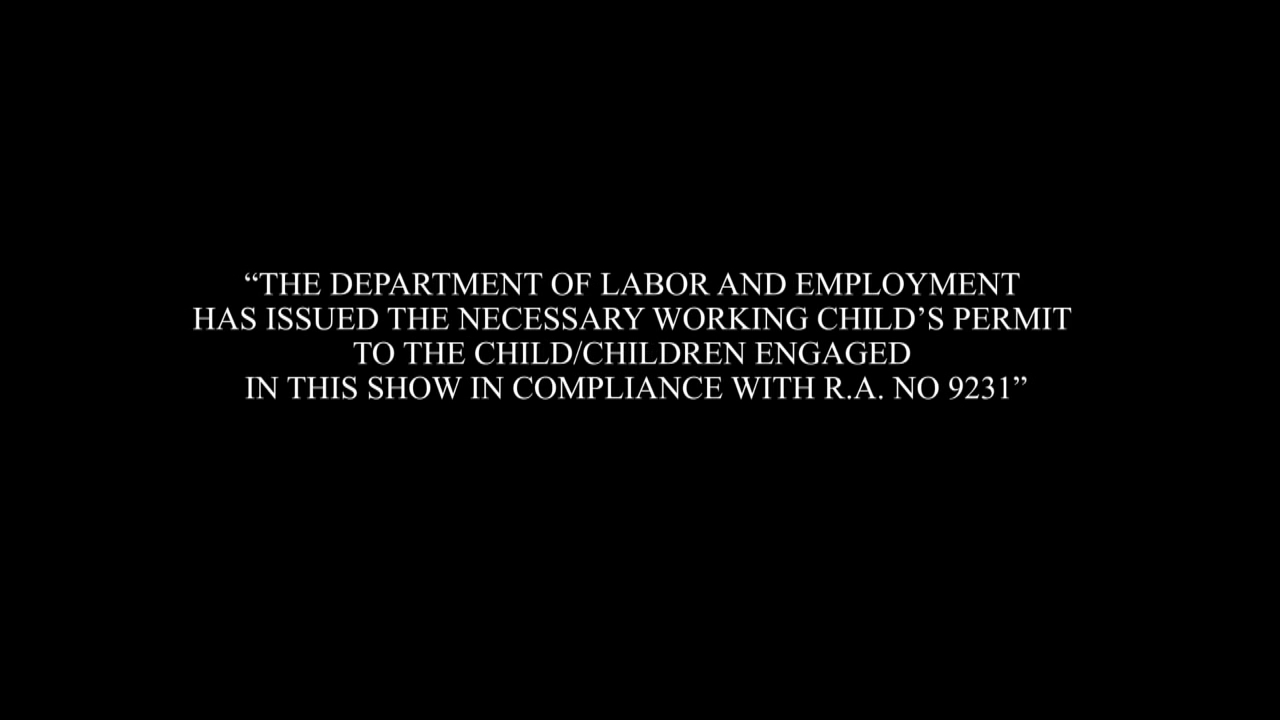 “THE DEPARTMENT OF LABOR AND EMPLOYMENT
HAS ISSUED THE NECESSARY WORKING CHILD’S PERMIT
TO THE CHILD/CHILDREN ENGAGED
IN THIS SHOW IN COMPLIANCE WITH R.A. NO 9231”